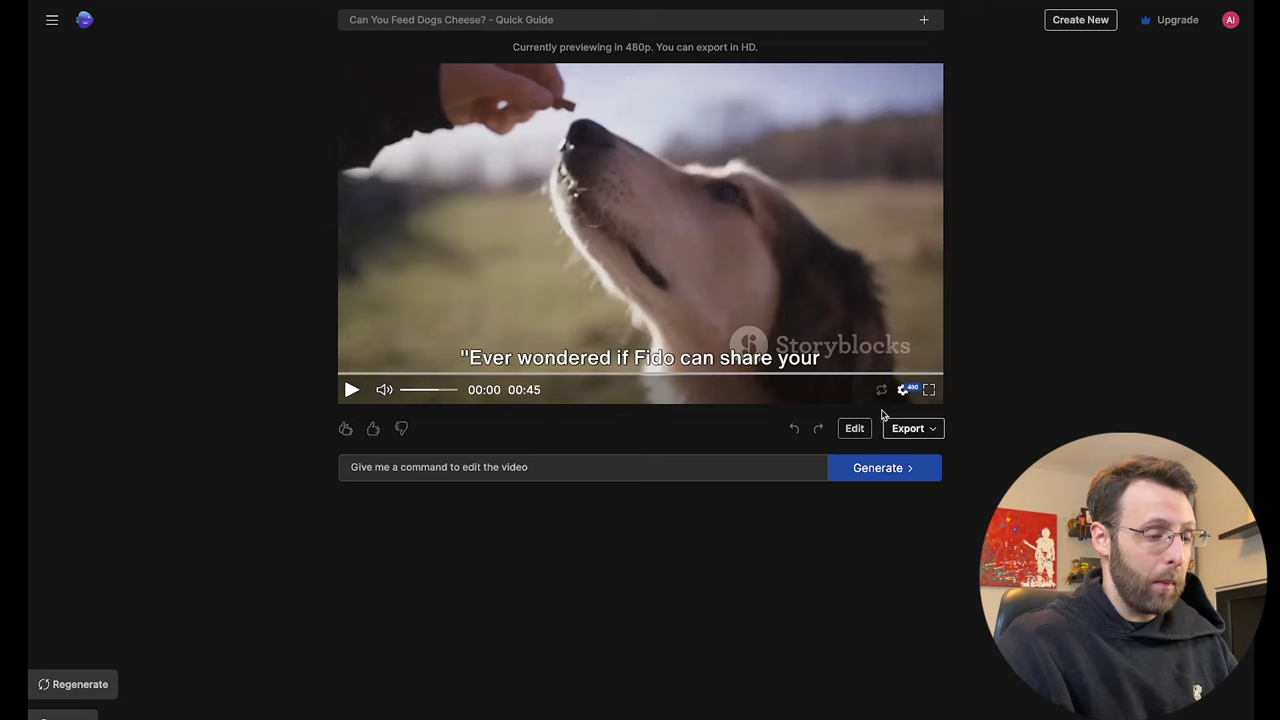 Can You Feed Dogs Cheese? - Quick Guide
Create New
Upgrade
AI
Currently previewing in 480p. You can export in HD.
Storyblocks
"Ever wondered if Fido can share your
00:00 00:45
480
Edit
Export
Give me a command to edit the video
Generate
Regenerate